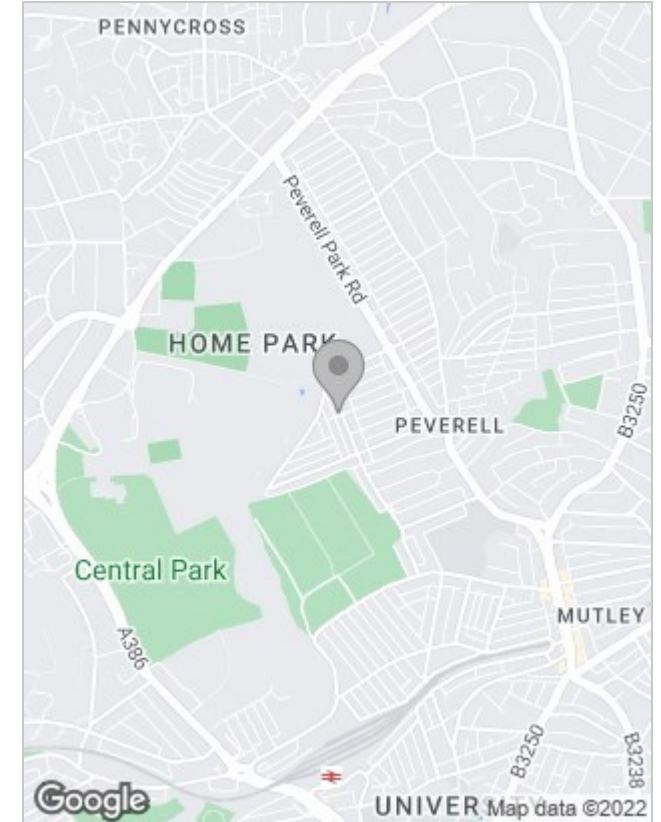 PENNYCROSS
Peverell Park Rd
HOME PARK
PEVERELL
B3250
Central Park
A386
MUTLEY
B3250
B3238
Google
UNIVER
Map data ©2022